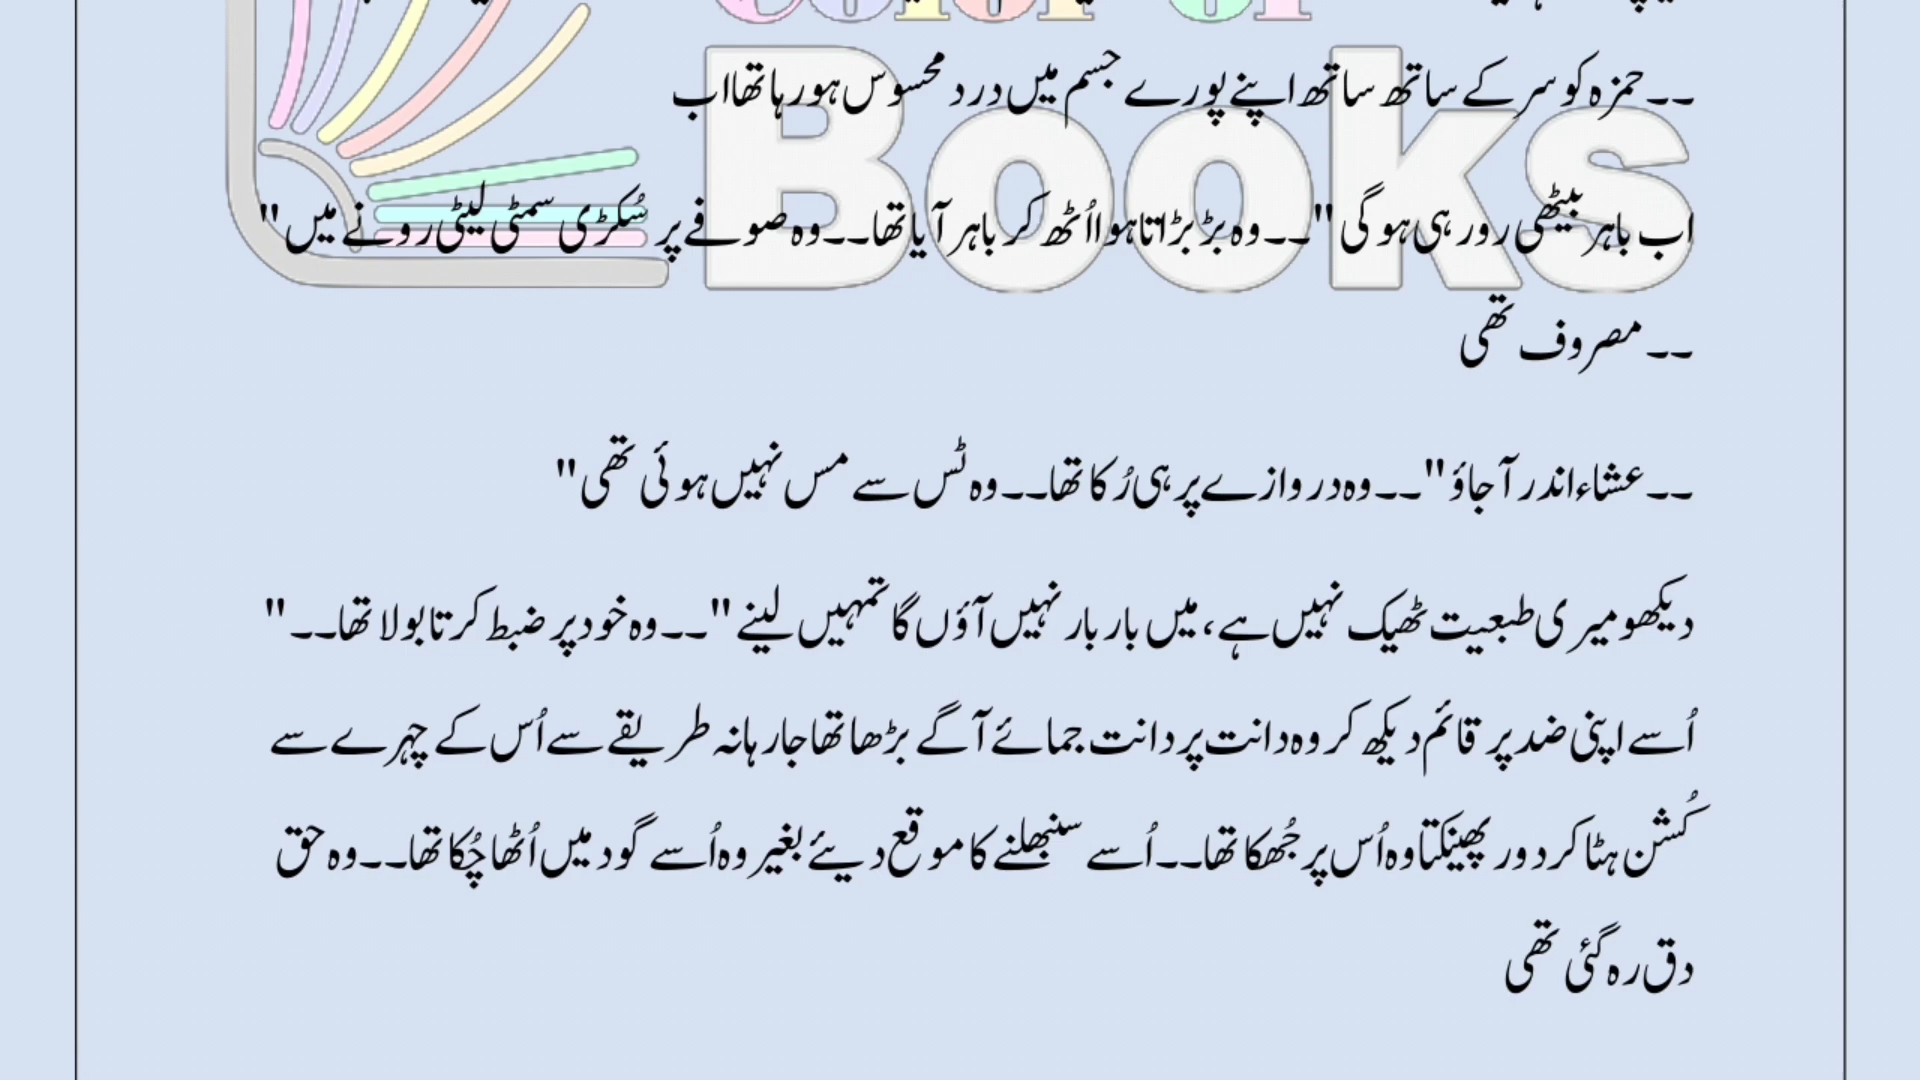 Color of
Books
۔۔حمزہ کو سر کے ساتھ ساتھ اپنے پورے جسم میں درد محسوس ہو رہا تھا اب
اب باہر بیٹھی رو رہی ہو گی "۔۔وہ بڑبڑاتا ہوا اُٹھ کر باہر آیا تھا۔۔وہ صوفے پر سُکڑی سمٹی لیٹی رونے میں"
۔۔مصروف تھی
۔۔عشاء اندر آ جاؤ "۔۔وہ دروازے پر ہی رُکا تھا۔۔وہ ٹس سے مس نہیں ہوئی تھی"
دیکھو میری طبعیت ٹھیک نہیں ہے، میں بار بار نہیں آؤں گا تمہیں لینے "۔۔وہ خود پر ضبط کرتا بولا تھا۔۔"
اُسے اپنی ضد پر قائم دیکھ کر وہ دانت پر دانت جمائے آگے بڑھا تھا جارہانہ طریقے سے اُس کے چہرے سے
کُشن ہٹا کر دور پھینکتا وہ اُس پر جُھکا تھا۔۔اُسے سنبھلنے کا موقع دیئے بغیر وہ اُسے گود میں اُٹھا چُکا تھا۔۔وہ حق
دق رہ گئی تھی